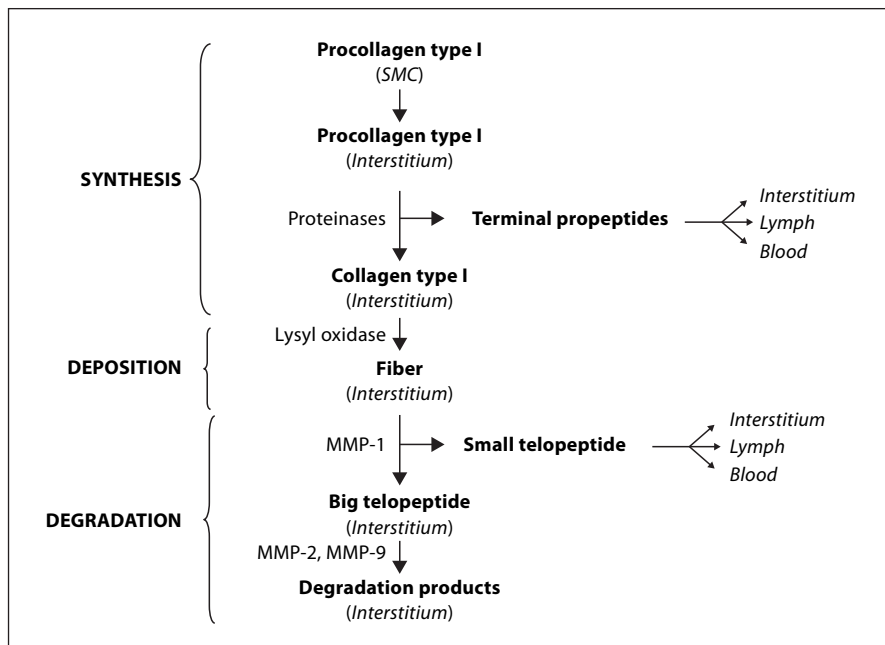 Procollagen type I
(SMC)
Procollagen type I
(Interstitium)
SYNTHESIS
Proteinases
Terminal propeptides
Interstitium
Lymph
Blood
Collagen type I
(Interstitium)
Lysyl oxidase
DEPOSITION
Fiber
(Interstitium)
MMP-1
Small telopeptide
Interstitium
Lymph
Blood
Big telopeptide
(Interstitium)
DEGRADATION
MMP-2, MMP-9
Degradation products
(Interstitium)